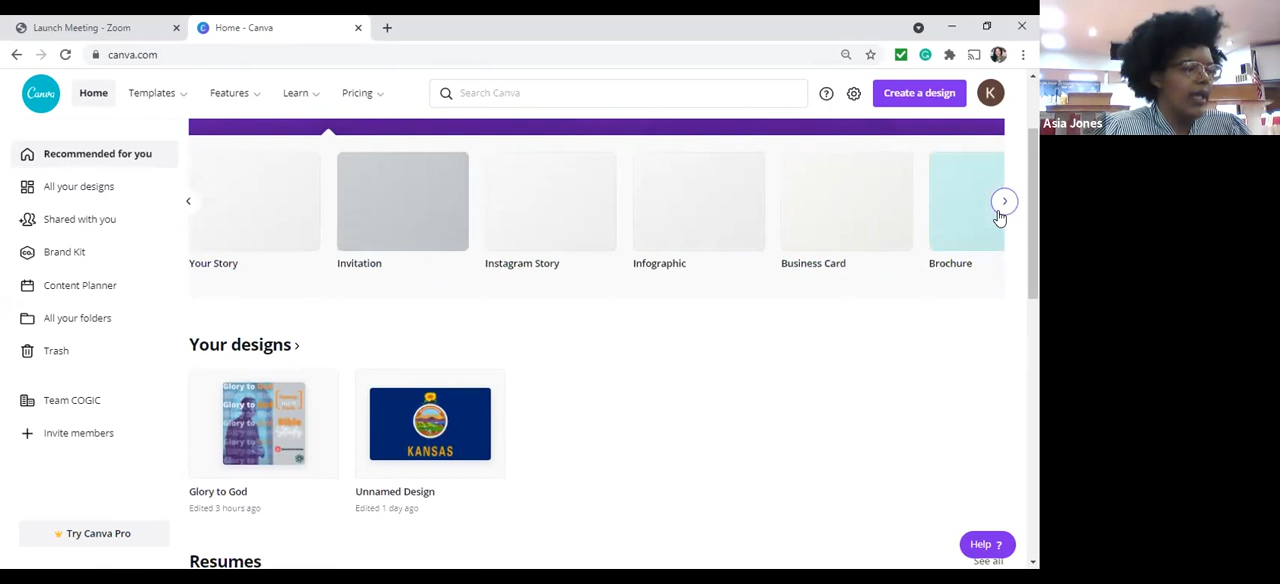 Launch Meeting - Zoom
Home - Canva
canva.com
Canva
Home
Templates
Features
Learn
Pricing
Search Canva
Create a design
K
Asia Jones
Recommended for you
All your designs
Shared with you
Brand Kit
Content Planner
All your folders
Trash
Team COGIC
Invite members
Try Canva Pro
Your Story
Invitation
Instagram Story
Infographic
Business Card
Brochure
Your designs
Glory to God
Glory to
Bible
KANSAS
Glory to God
Edited 3 hours ago
Unnamed Design
Edited 1 day ago
Resumes
See all
Help ?